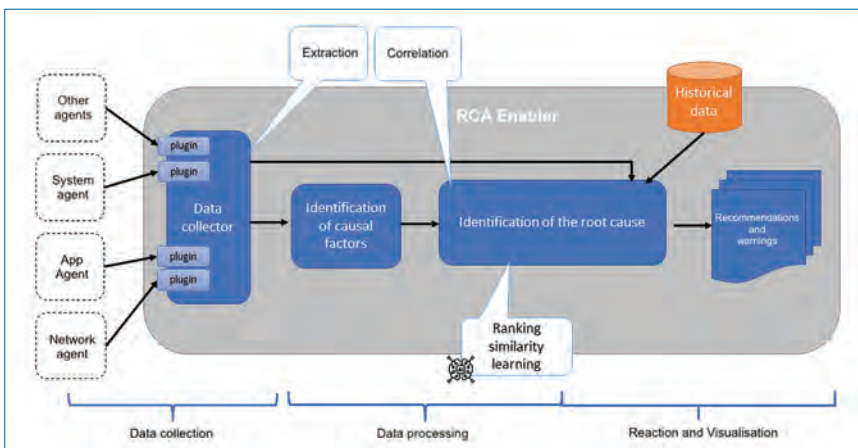 Extraction
Correlation
Other
agents
System
agent
App
Agent
Network
agent
RCA Enabler
Historical
data
plugin
plugin
plugin
plugin
Data
collector
Identification
of causal
factors
Identification of the root cause
Recommendations
and
warnings
Ranking
similarity
learning
Data collection
Data processing
Reaction and Visualisation